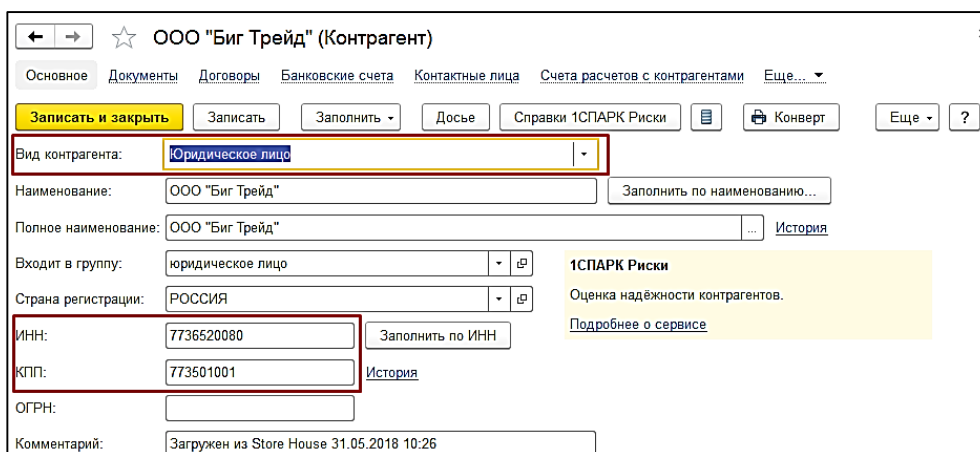 ООО "Биг Трейд" (Контрагент)
Основное Документы Договоры Банковские счета Контактные лица Счета расчетов с контрагентами Еще...
Записать и закрыть Записать Заполнить Досье Справки 1СПАРК Риски Конверт Еще ?
Вид контрагента: Юридическое лицо
Наименование: ООО "Биг Трейд" Заполнить по наименованию...
Полное наименование: ООО "Биг Трейд" ... История
Входит в группу: юридическое лицо
1СПАРК Риски
Страна регистрации: РОССИЯ
Оценка надёжности контрагентов.
Подробнее о сервисе
ИНН: 7736520080 Заполнить по ИНН
КПП: 773501001 История
ОГРН:
Комментарий: Загружен из Store House 31.05.2018 10:26